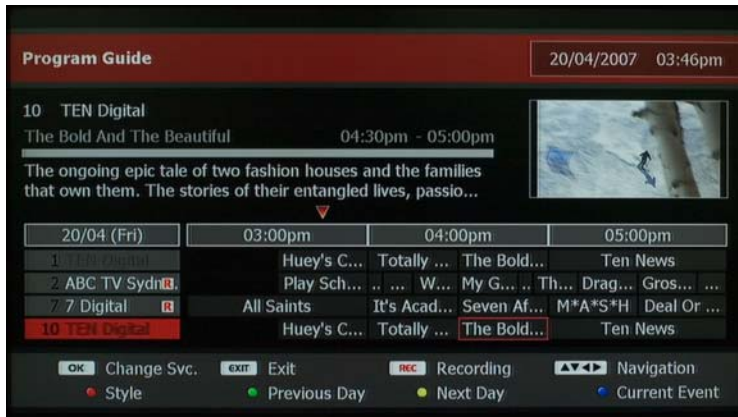 Program Guide
20/04/2007 03:46pm
10 TEN Digital
The Bold And The Beautiful 04:30pm - 05:00pm
The ongoing epic tale of two fashion houses and the families
that own them. The stories of their entangled lives, passio...
20/04 (Fri) 03:00pm 04:00pm 05:00pm
1 TEN Digital Huey's C... Totally ... The Bold... Ten News
2 ABC TV Sydn... R Play Sch... .. ... W... My G... .. Th... Drag... Gros... ...
7 7 Digital R All Saints It's Acad... Seven Af... M*A*S*H Deal Or ...
10 TEN Digital Huey's C... Totally ... The Bold... Ten News
OK Change Svc. EXIT Exit REC Recording ▲▼◄► Navigation
Style Previous Day Next Day Current Event